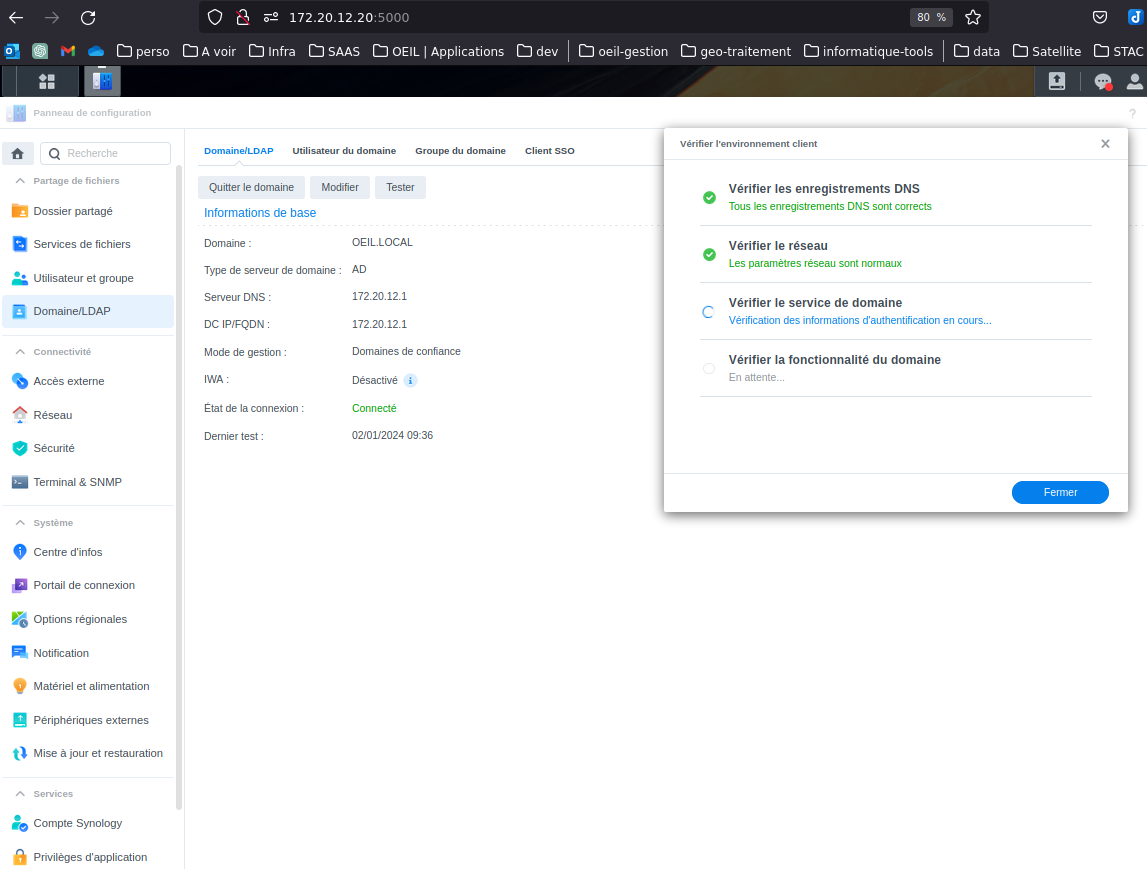 172.20.12.20:5000
80 %
perso
A voir
Infra
SAAS
OEIL | Applications
dev
oeil-gestion
geo-traitement
informatique-tools
data
Satellite
STAC
Panneau de configuration
?
Recherche
Partage de fichiers
Dossier partagé
Services de fichiers
Utilisateur et groupe
Domaine/LDAP
Connectivité
Accès externe
Réseau
Sécurité
Terminal & SNMP
Système
Centre d'infos
Portail de connexion
Options régionales
Notification
Matériel et alimentation
Périphériques externes
Mise à jour et restauration
Services
Compte Synology
Privilèges d'application
Domaine/LDAP
Utilisateur du domaine
Groupe du domaine
Client SSO
Quitter le domaine
Modifier
Tester
Informations de base
Domaine : OEIL.LOCAL
Type de serveur de domaine : AD
Serveur DNS : 172.20.12.1
DC IP/FQDN : 172.20.12.1
Mode de gestion : Domaines de confiance
IWA : Désactivé
État de la connexion : Connecté
Dernier test : 02/01/2024 09:36
Vérifier l'environnement client
Vérifier les enregistrements DNS
Tous les enregistrements DNS sont corrects
Vérifier le réseau
Les paramètres réseau sont normaux
Vérifier le service de domaine
Vérification des informations d'authentification en cours...
Vérifier la fonctionnalité du domaine
En attente...
Fermer